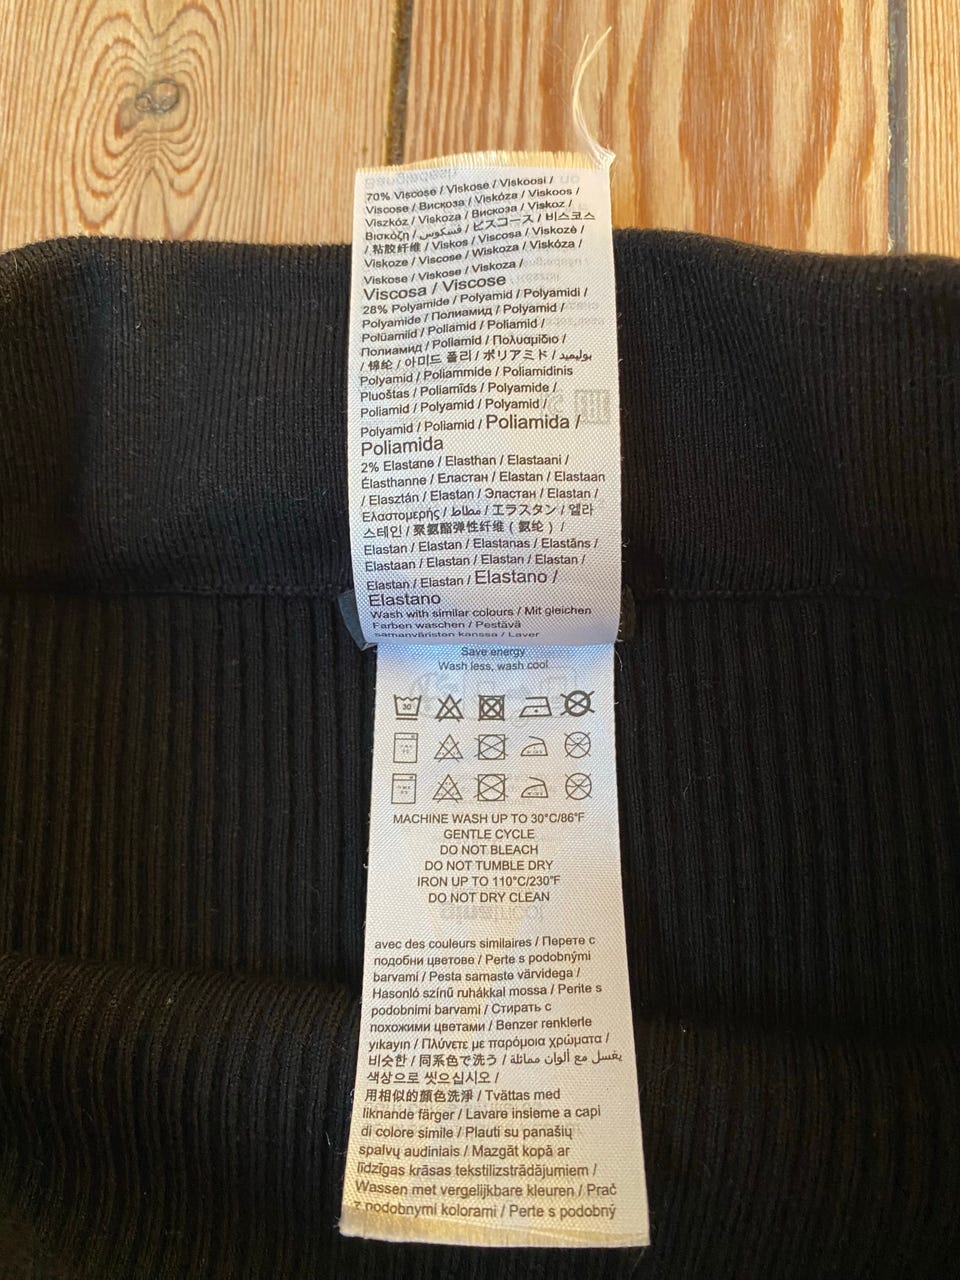 70% Viscose / Viskose / Viskoosi /
Viscose / Вискоза / Viskóza / Viskoos /
Viszkóz / Viskoza / Вискоза / Viskoz /
Βισκόζη / فسكوس / ビスコース / 비스코스
/ 粘胶纤维 / Viskos / Viscosa / Viskozė /
Viskoze / Viscose / Wiskoza / Viskóza /
Viskose / Viskose / Viskoza /
Viscosa / Viscose
28% Polyamide / Polyamid / Polyamidi /
Polyamide / Полиамид / Polyamid /
Polüamiid / Poliamid / Poliamid /
Полиамид / Poliamid / Πολυαμίδιο /
/ 锦纶 / 아미드 폴리 / ポリアミド / بوليميد
Polyamid / Poliammide / Poliamidinis
Pluoštas / Poliamīds / Polyamide /
Poliamid / Polyamid / Polyamid /
Polyamid / Poliamid / Poliamida /
Poliamida
2% Elastane / Elasthan / Elastaani /
Élasthanne / Еластан / Elastan / Elastaan
/ Elasztán / Elastan / Эластан / Elastan /
Ελαστομερής / مطاط / エラスタン / 엘라
스테인 / 聚氨酯弹性纤维 ( 氨纶 ) /
Elastan / Elastan / Elastanas / Elastāns /
Elastaan / Elastan / Elastan / Elastan /
Elastan / Elastan / Elastano /
Elastano
Wash with similar colours / Mit gleichen
Farben waschen / Pestävä
samanväristen kanssa / Laver
Save energy
Wash less, wash cool
30
MACHINE WASH UP TO 30°C/86°F
GENTLE CYCLE
DO NOT BLEACH
DO NOT TUMBLE DRY
IRON UP TO 110°C/230°F
DO NOT DRY CLEAN
avec des couleurs similaires / Перете с
подобни цветове / Perte s podobnými
barvami / Pesta samaste värvidega /
Hasonló színű ruhákkal mossa / Perite s
podobnimi barvami / Стирать с
похожими цветами / Benzer renklerle
yıkayın / Πλύνετε με παρόμοια χρώματα /
비슷한 / 同系色で洗う / يغسل مع ألوان مماثلة
색상으로 씻으십시오 /
用相似的顏色洗淨 / Tvättas med
liknande färger / Lavare insieme a capi
di colore simile / Plauti su panašių
spalvų audiniais / Mazgāt kopā ar
līdzīgas krāsas tekstilizstrādājumiem /
Wassen met vergelijkbare kleuren / Prać
z podobnymi kolorami / Perte s podobný